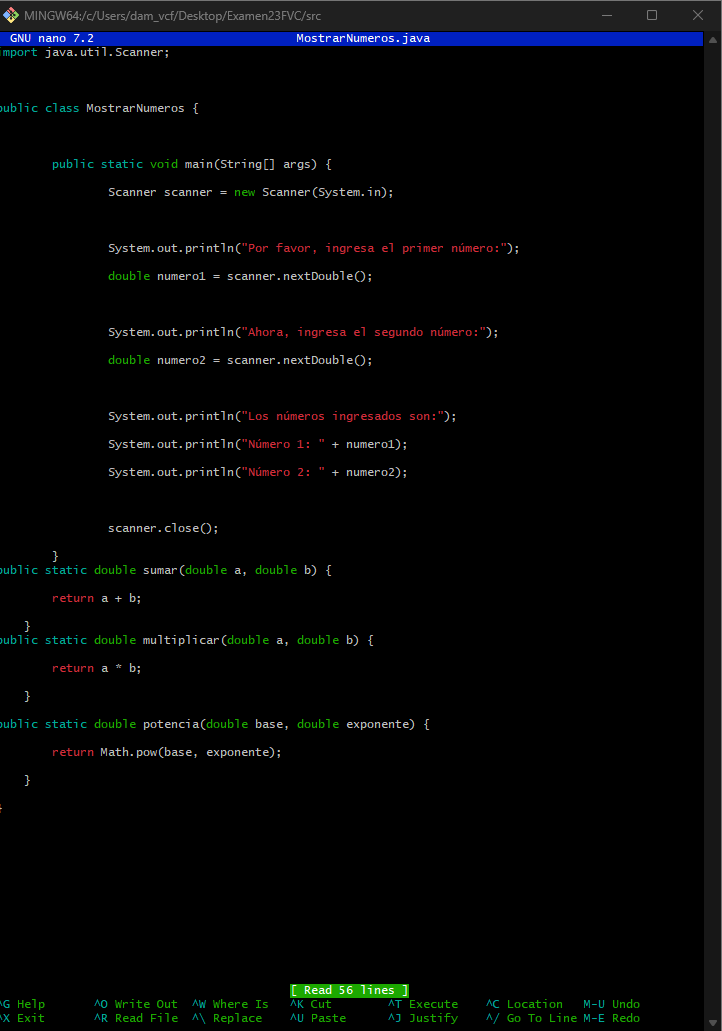 MINGW64:/c/Users/dam_vcf/Desktop/Examen23FVC/src
GNU nano 7.2 MostrarNumeros.java
import java.util.Scanner;
public class MostrarNumeros {
public static void main(String[] args) {
Scanner scanner = new Scanner(System.in);
System.out.println("Por favor, ingresa el primer número:");
double numero1 = scanner.nextDouble();
System.out.println("Ahora, ingresa el segundo número:");
double numero2 = scanner.nextDouble();
System.out.println("Los números ingresados son:");
System.out.println("Número 1: " + numero1);
System.out.println("Número 2: " + numero2);
scanner.close();
}
public static double sumar(double a, double b) {
return a + b;
}
public static double multiplicar(double a, double b) {
return a * b;
}
public static double potencia(double base, double exponente) {
return Math.pow(base, exponente);
}
}
[ Read 56 lines ]
^G Help ^O Write Out ^W Where Is ^K Cut ^T Execute ^C Location M-U Undo
^X Exit ^R Read File ^\ Replace ^U Paste ^J Justify ^/ Go To Line M-E Redo